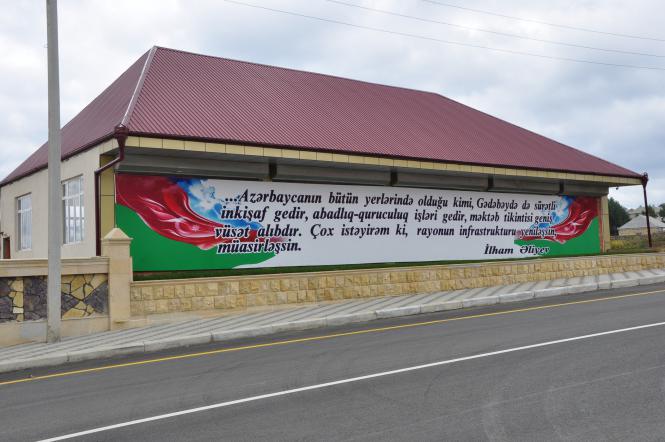 ...Azərbaycanın bütün yerlərində olduğu kimi, Gədəbəydə də sürətli
inkişaf gedir, abadlıq-quruculuq işləri gedir, məktəb tikintisi geniş
vüsət alıbdır. Çox istəyirəm ki, rayonun infrastrukturu yeniləşsin,
müasirləşsin.
İlham Əliyev